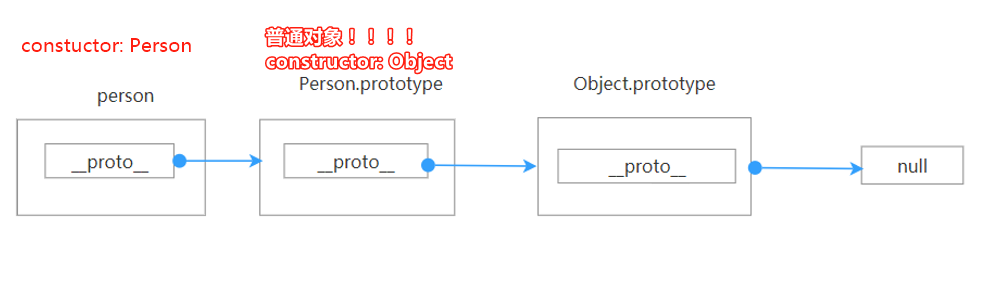 constuctor: Person
普通对象！！！！
constructor: Object
person
Person.prototype
Object.prototype
__proto__
__proto__
__proto__
null